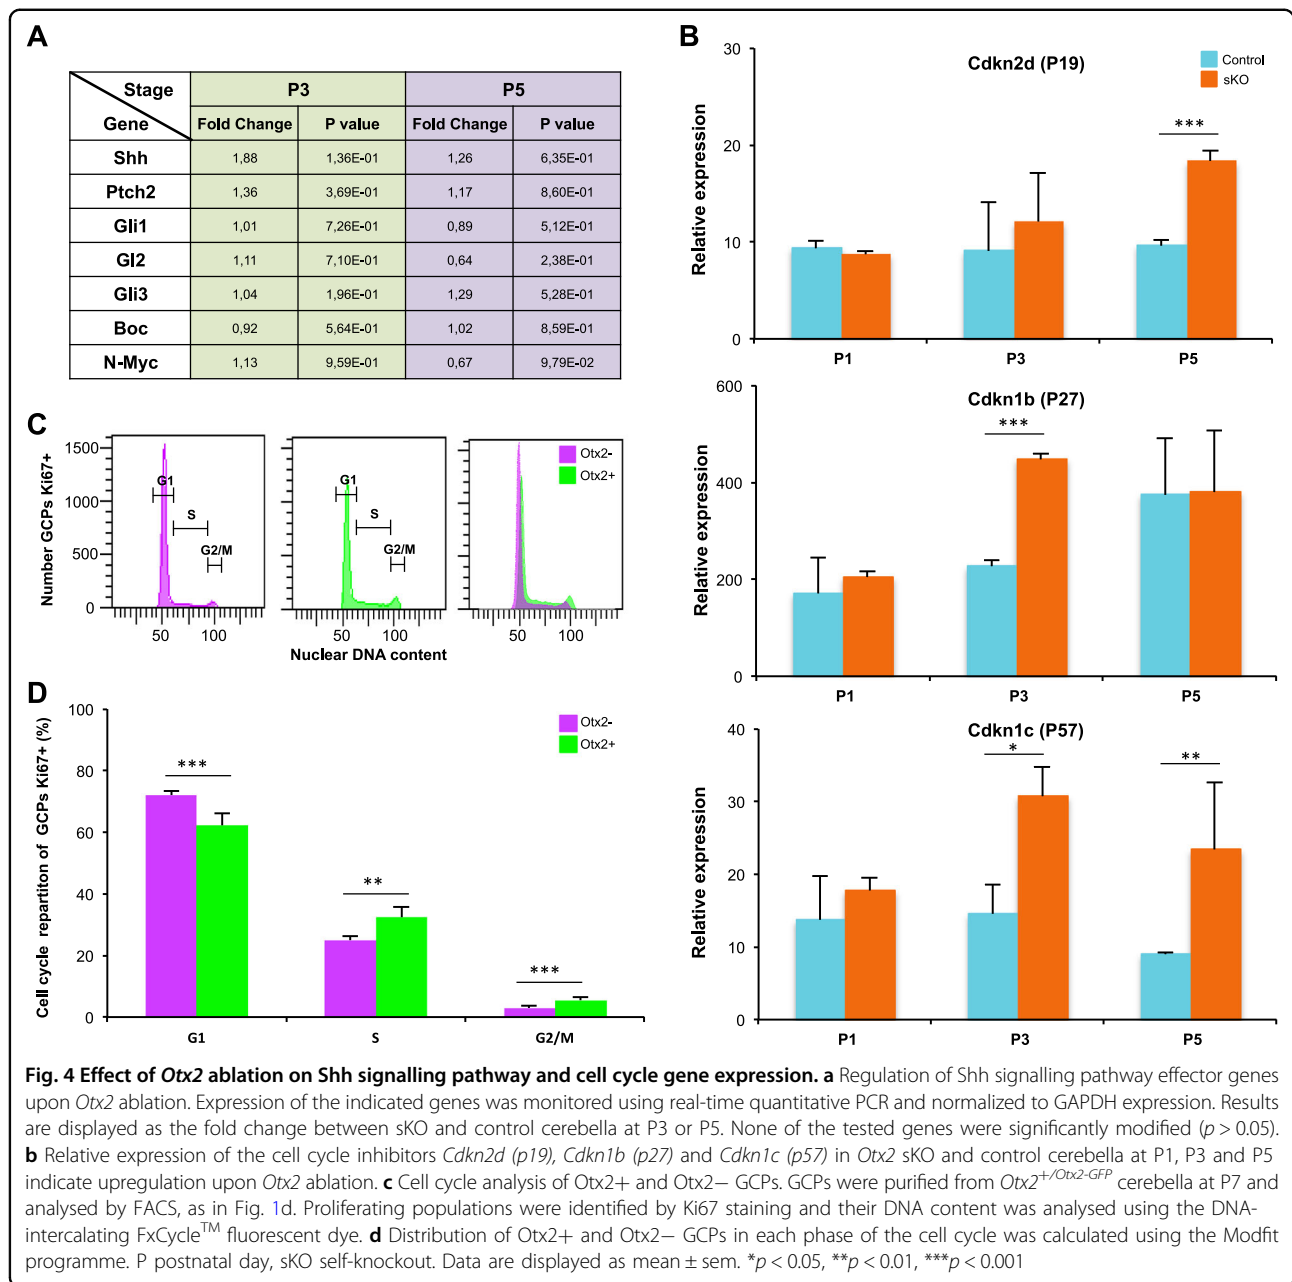 A
Stage P3 P5
Gene Fold Change P value Fold Change P value
Shh 1,88 1,36E-01 1,26 6,35E-01
Ptch2 1,36 3,69E-01 1,17 8,60E-01
Gli1 1,01 7,26E-01 0,89 5,12E-01
Gl2 1,11 7,10E-01 0,64 2,38E-01
Gli3 1,04 1,96E-01 1,29 5,28E-01
Boc 0,92 5,64E-01 1,02 8,59E-01
N-Myc 1,13 9,59E-01 0,67 9,79E-02
B
Cdkn2d (P19)
Control
sKO
Relative expression
30
20
10
0
***
P1 P3 P5
Cdkn1b (P27)
Relative expression
600
400
200
0
***
P1 P3 P5
Cdkn1c (P57)
Relative expression
40
30
20
10
0
*
**
P1 P3 P5
C
Number GCPs Ki67+
1500
1000
500
0
G1
S
G2/M
50 100
G1
S
G2/M
50 100
Otx2-
Otx2+
50 100
Nuclear DNA content
D
Cell cycle repartiton of GCPs Ki67+ (%)
100
80
60
40
20
0
Otx2-
Otx2+
***
**
***
G1 S G2/M
Fig. 4 Effect of Otx2 ablation on Shh signalling pathway and cell cycle gene expression. a Regulation of Shh signalling pathway effector genes
upon Otx2 ablation. Expression of the indicated genes was monitored using real-time quantitative PCR and normalized to GAPDH expression. Results
are displayed as the fold change between sKO and control cerebella at P3 or P5. None of the tested genes were significantly modified (p > 0.05).
b Relative expression of the cell cycle inhibitors Cdkn2d (p19), Cdkn1b (p27) and Cdkn1c (p57) in Otx2 sKO and control cerebella at P1, P3 and P5
indicate upregulation upon Otx2 ablation. c Cell cycle analysis of Otx2+ and Otx2− GCPs. GCPs were purified from Otx2+/Otx2-GFP cerebella at P7 and
analysed by FACS, as in Fig. 1d. Proliferating populations were identified by Ki67 staining and their DNA content was analysed using the DNA-
intercalating FxCycle™ fluorescent dye. d Distribution of Otx2+ and Otx2− GCPs in each phase of the cell cycle was calculated using the Modfit
programme. P postnatal day, sKO self-knockout. Data are displayed as mean ± sem. *p < 0.05, **p < 0.01, ***p < 0.001